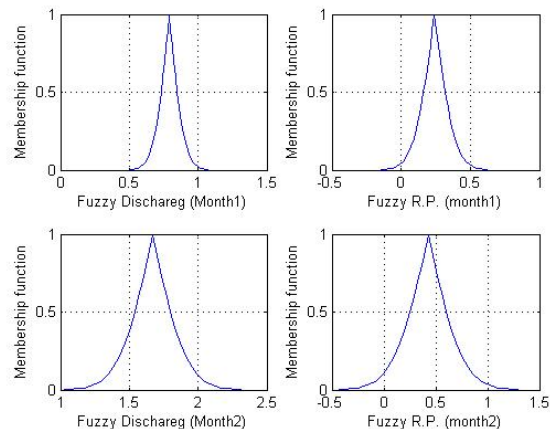 Membership function
1
0.5
0
0 0.5 1 1.5
Fuzzy Dischareg (Month1)
Membership function
1
0.5
0
-0.5 0 0.5 1
Fuzzy R.P. (month1)
Membership function
1
0.5
0
1 1.5 2 2.5
Fuzzy Dischareg (Month2)
Membership function
1
0.5
0
-0.5 0 0.5 1 1.5
Fuzzy R.P. (month2)